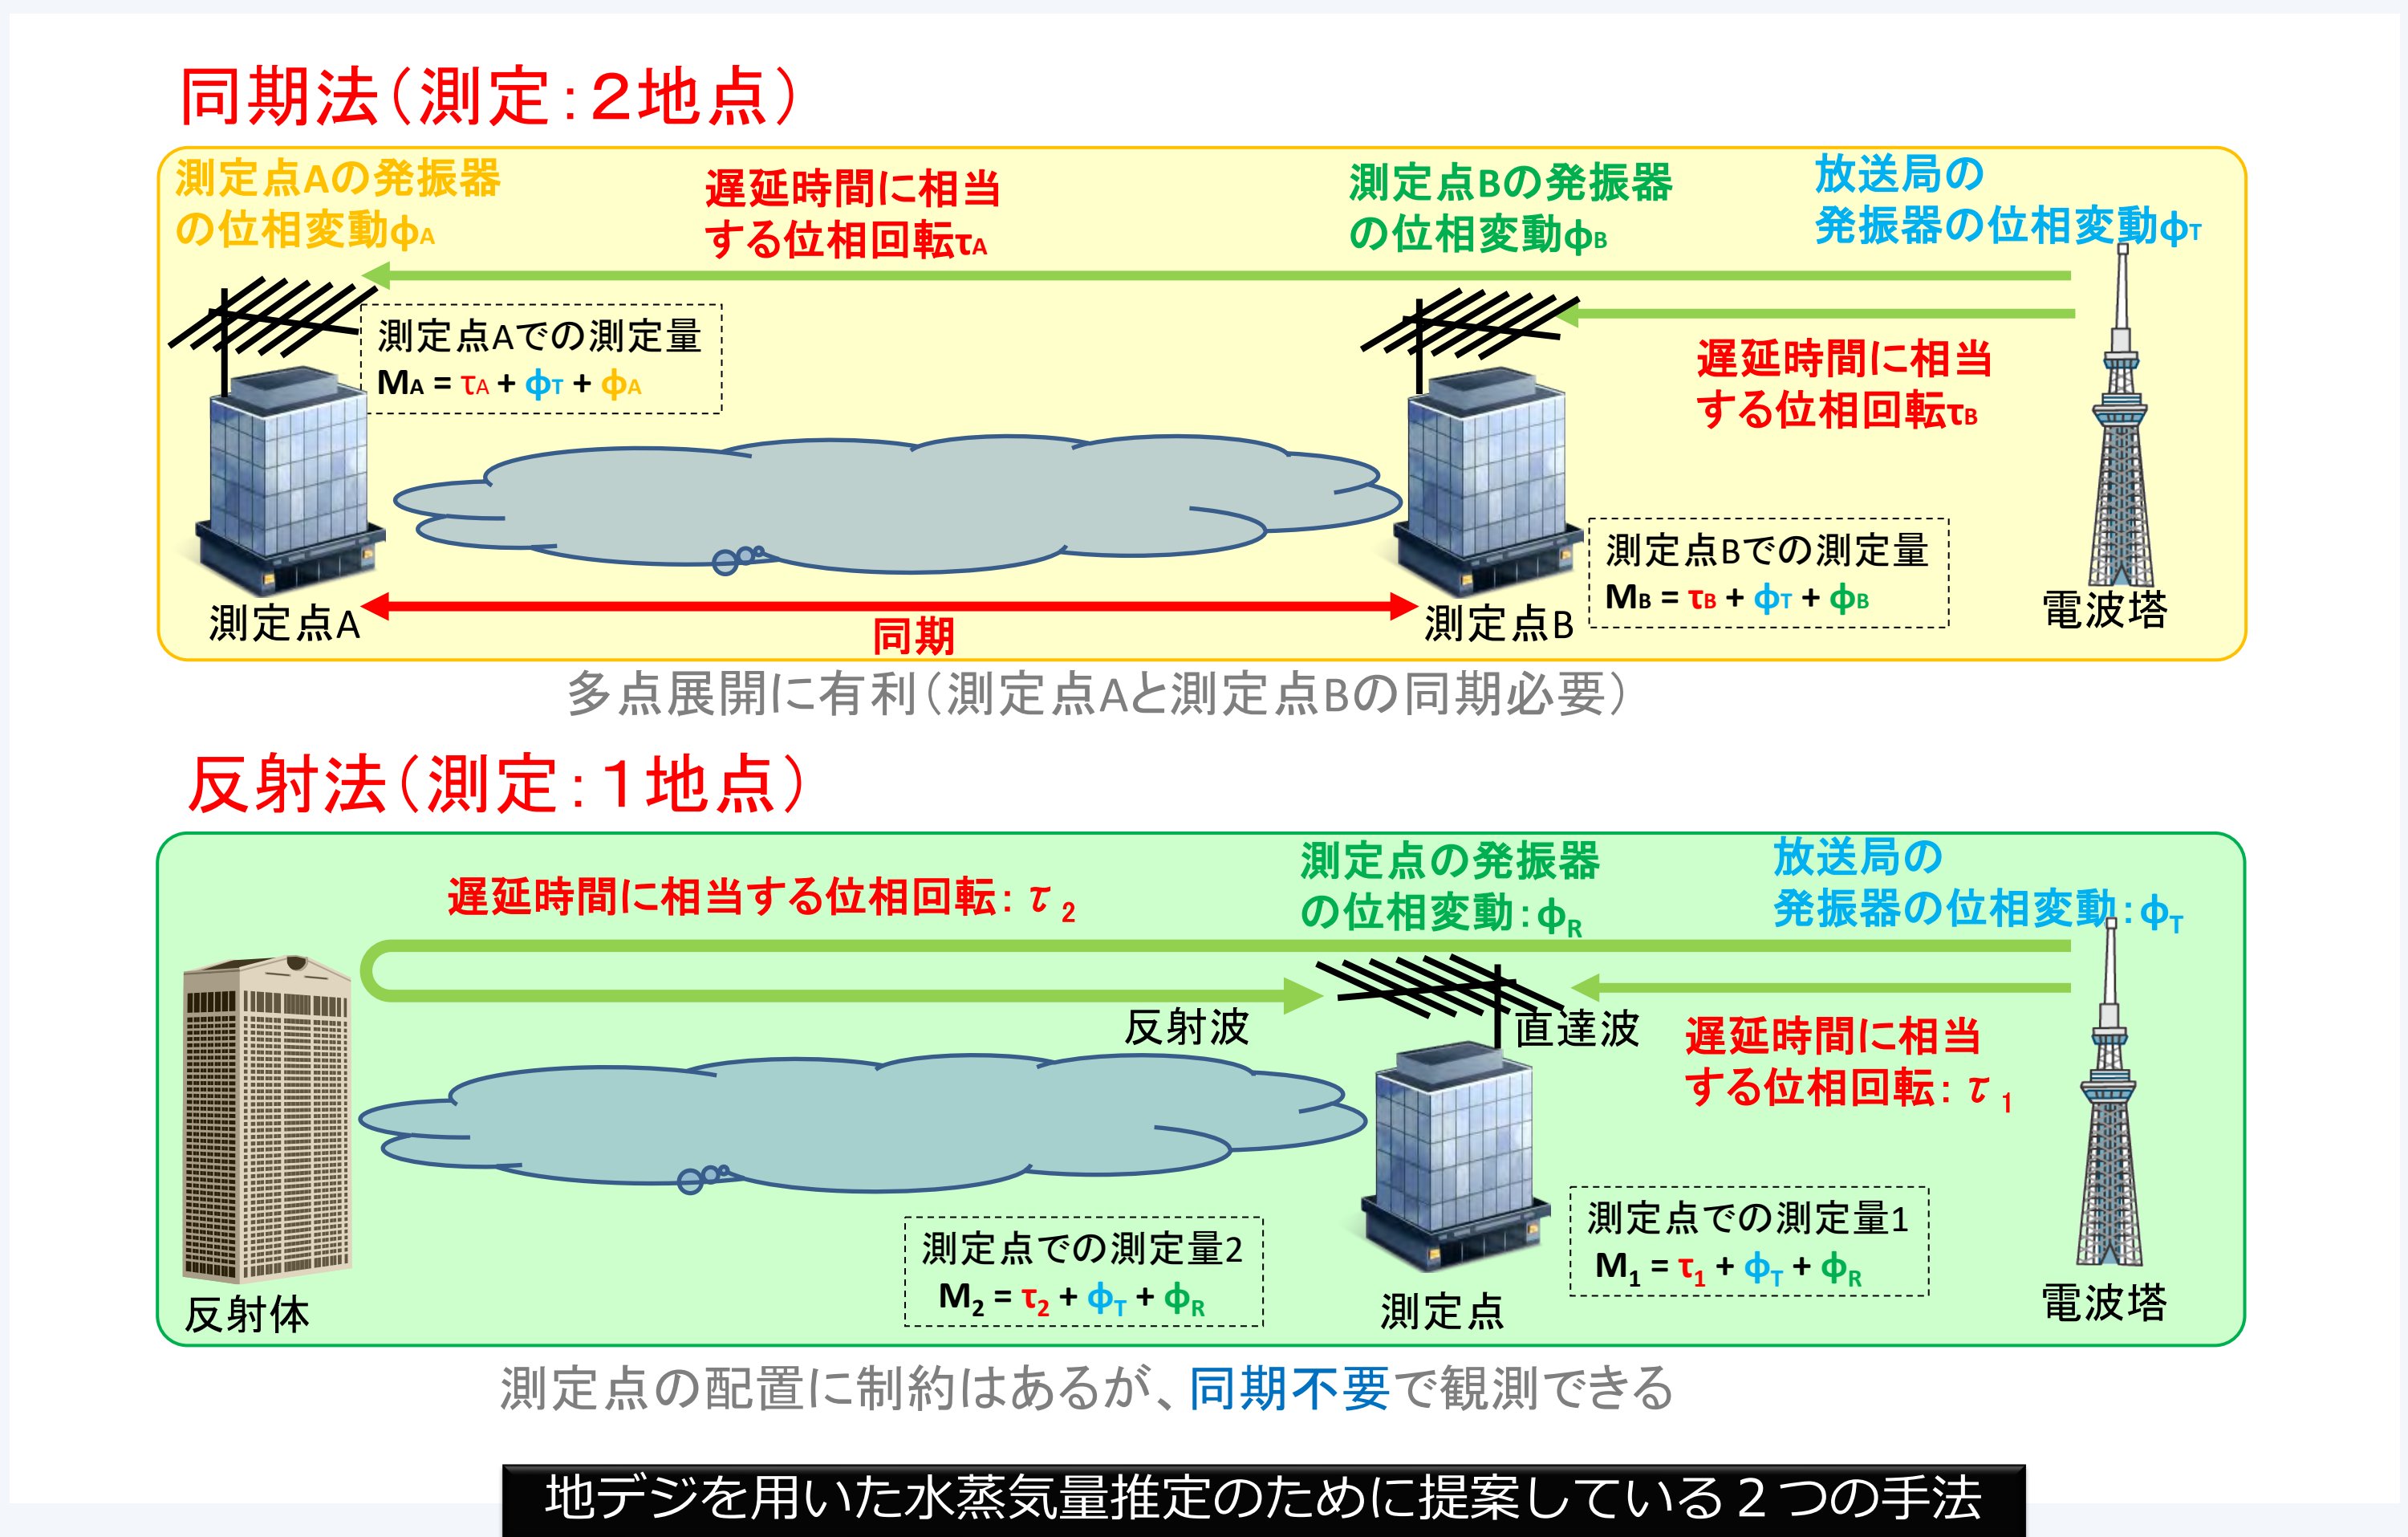 同期法(測定:2地点)
測定点Aの発振器
の位相変動ϕA
遅延時間に相当
する位相回転τA
測定点Bの発振器
の位相変動ϕB
放送局の
発振器の位相変動ϕT
測定点Aでの測定量
MA = τA + ϕT + ϕA
遅延時間に相当
する位相回転τB
測定点Bでの測定量
MB = τB + ϕT + ϕB
測定点A
同期
測定点B
電波塔
多点展開に有利(測定点Aと測定点Bの同期必要)
反射法(測定:1地点)
遅延時間に相当する位相回転:τ2
測定点の発振器
の位相変動:ϕR
放送局の
発振器の位相変動:ϕT
反射波
直達波
遅延時間に相当
する位相回転:τ1
測定点での測定量2
M2 = τ2 + ϕT + ϕR
測定点での測定量1
M1 = τ1 + ϕT + ϕR
反射体
測定点
電波塔
測定点の配置に制約はあるが、同期不要で観測できる
地デジを用いた水蒸気量推定のために提案している2つの手法